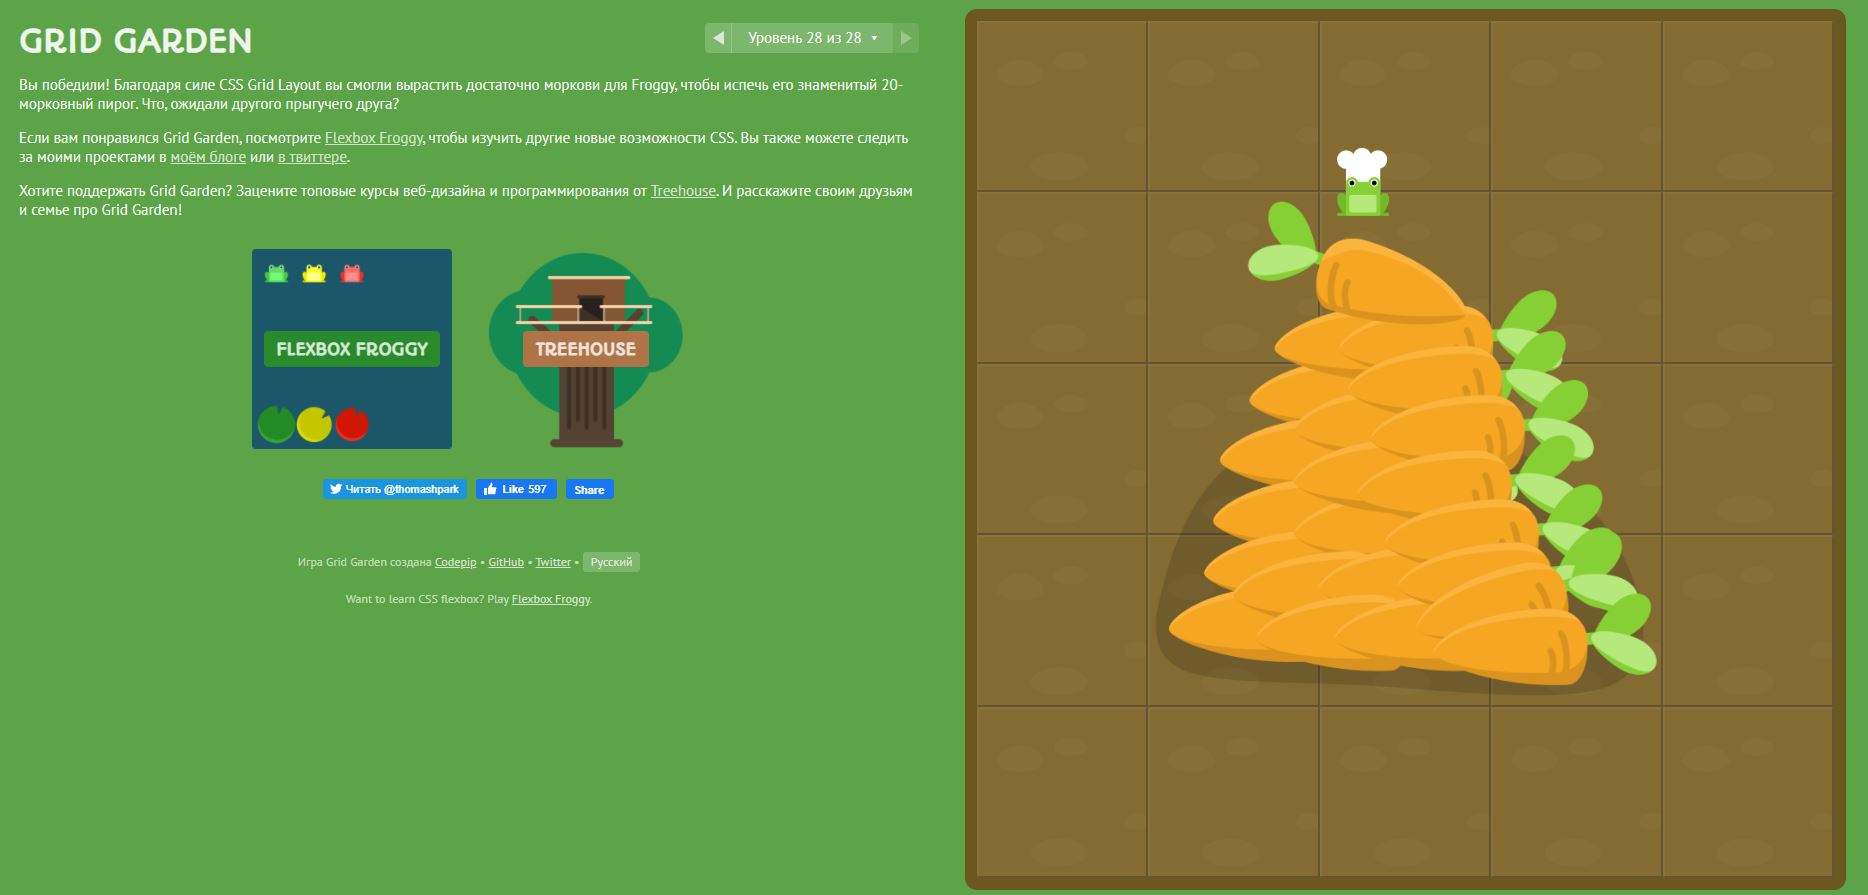 GRID GARDEN
Уровень 28 из 28
Вы победили! Благодаря силе CSS Grid Layout вы смогли вырастить достаточно моркови для Froggy, чтобы испечь его знаменитый 20-
морковный пирог. Что, ожидали другого прыгучего друга?
Если вам понравился Grid Garden, посмотрите Flexbox Froggy, чтобы изучить другие новые возможности CSS. Вы также можете следить
за моими проектами в моём блоге или в твиттере.
Хотите поддержать Grid Garden? Зацените топовые курсы веб-дизайна и программирования от Treehouse. И расскажите своим друзьям
и семье про Grid Garden!
FLEXBOX FROGGY
TREEHOUSE
Читать @thomashpark
Like 597
Share
Игра Grid Garden создана Codepip • GitHub • Twitter • Русский
Want to learn CSS flexbox? Play Flexbox Froggy.